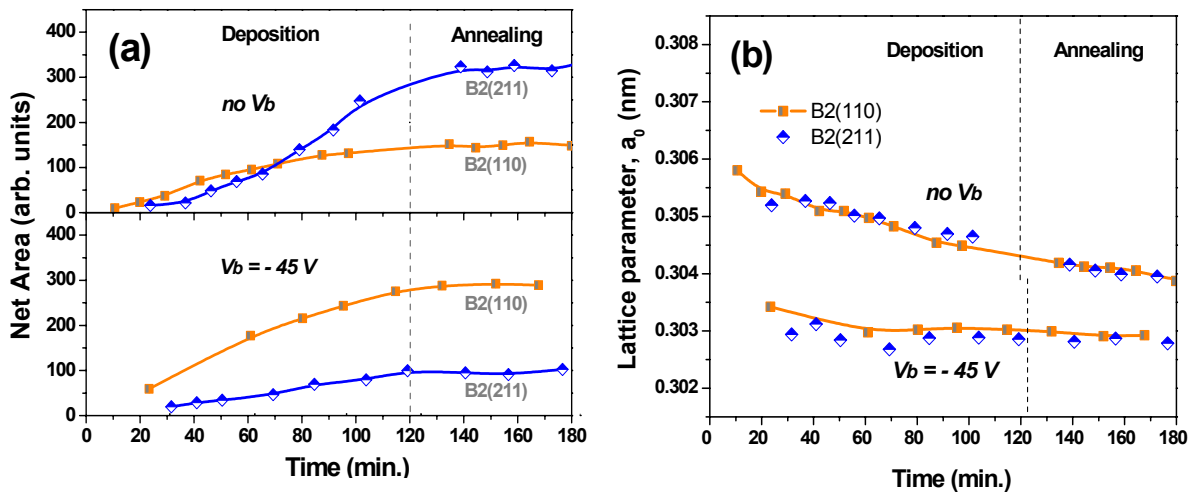 (a)
Deposition
Annealing
no Vb
B2(211)
B2(110)
400
300
200
100
0
Vb = - 45 V
B2(110)
B2(211)
300
200
100
0
Net Area (arb. units)
0 20 40 60 80 100 120 140 160 180
Time (min.)
(b)
Deposition
Annealing
B2(110)
B2(211)
no Vb
Vb = - 45 V
0.308
0.307
0.306
0.305
0.304
0.303
0.302
Lattice parameter, a0 (nm)
0 20 40 60 80 100 120 140 160 180
Time (min.)